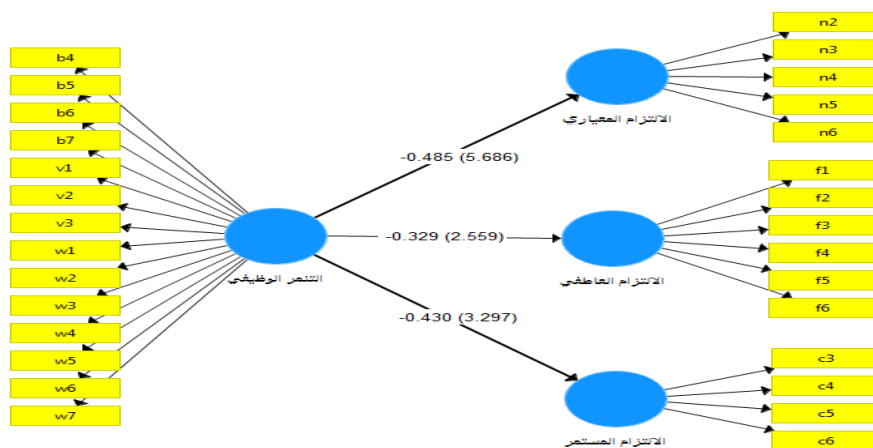 b4
b5
b6
b7
v1
v2
v3
w1
w2
w3
w4
w5
w6
w7
التنمر الوظيفي
-0.485 (5.686)
-0.329 (2.559)
-0.430 (3.297)
الالتزام المعياري
الالتزام العاطفي
الالتزام المستمر
n2
n3
n4
n5
n6
f1
f2
f3
f4
f5
f6
c3
c4
c5
c6